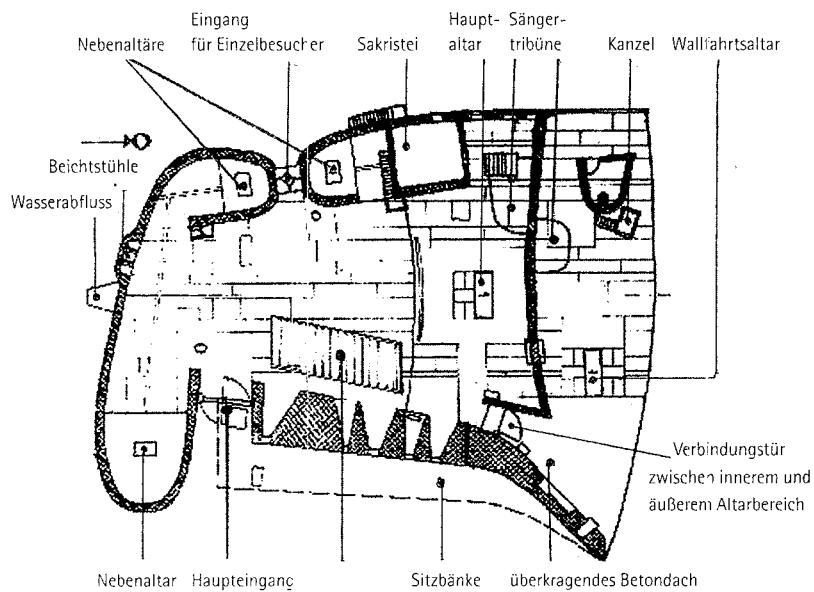 Eingang
für Einzelbesucher
Nebenaltäre
Sakristei
Haupt-
altar
Sänger-
tribüne
Kanzel
Wallfahrtsaltar
Beichtstühle
Wasserabfluss
Verbindungstür
zwischen innerem und
äußerem Altarbereich
Nebenaltar
Haupteingang
Sitzbänke
überkragendes Betondach